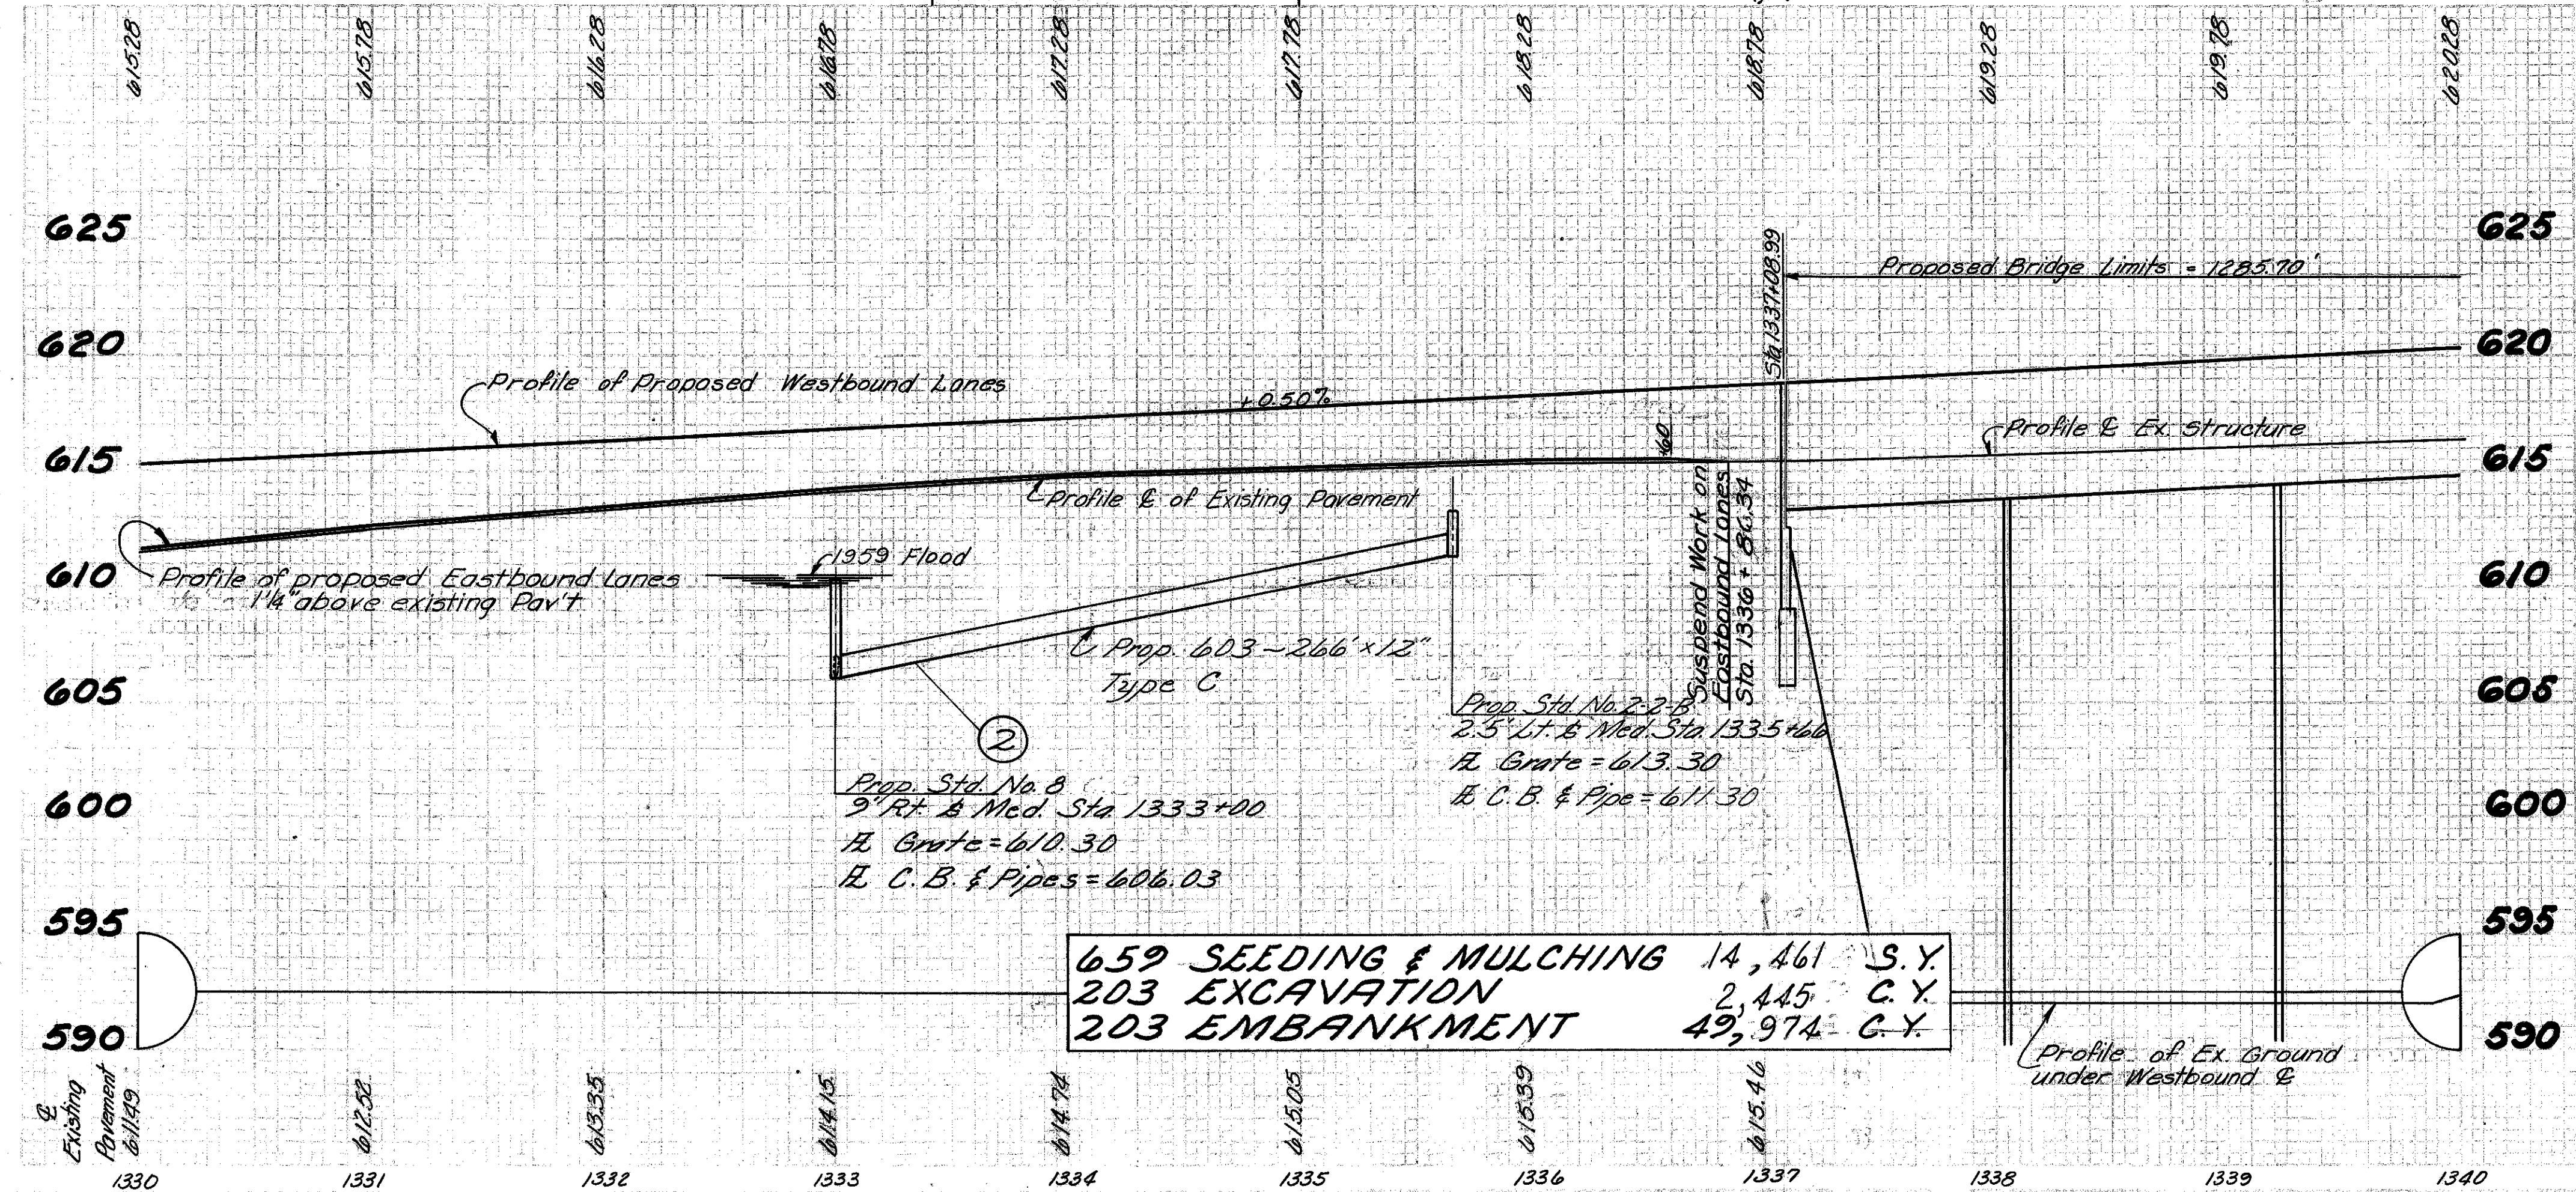 615.28 615.78 616.28 616.78 617.28 617.78 618.28 618.78 619.28 619.78 620.28
625 625
Sta 1337+08.99
Proposed Bridge Limits = 1285.70'
620 620
Profile of Proposed Westbound Lanes
+0.50%
+60
Profile ℄ Ex. Structure
615 615
Profile ℄ of Existing Pavement
1959 Flood
610 610
Profile of proposed Eastbound Lanes
1¼" above existing Pav't
Suspend Work on
Eastbound Lanes
Sta. 1336 + 86.34
Prop. 603 - 266' x 12"
Type C
605 605
Prop. Std. No. 2-2-B
2.5' Lt. ℄ Med. Sta. 1335+66
℄ Grate = 613.30
℄ C.B. & Pipe = 611.30
2
Prop. Std. No. 8
9' Rt. ℄ Med. Sta. 1333+00
℄ Grate = 610.30
℄ C.B. & Pipes = 606.03
600 600
595 595
659 SEEDING & MULCHING 14,461 S.Y.
203 EXCAVATION 2,445 C.Y.
203 EMBANKMENT 49,974 C.Y.
590 590
Profile of Ex. Ground
under Westbound ℄
℄
Existing
Pavement
611.49 612.52 613.35 614.15 614.74 615.05 615.39 615.46
1330 1331 1332 1333 1334 1335 1336 1337 1338 1339 1340